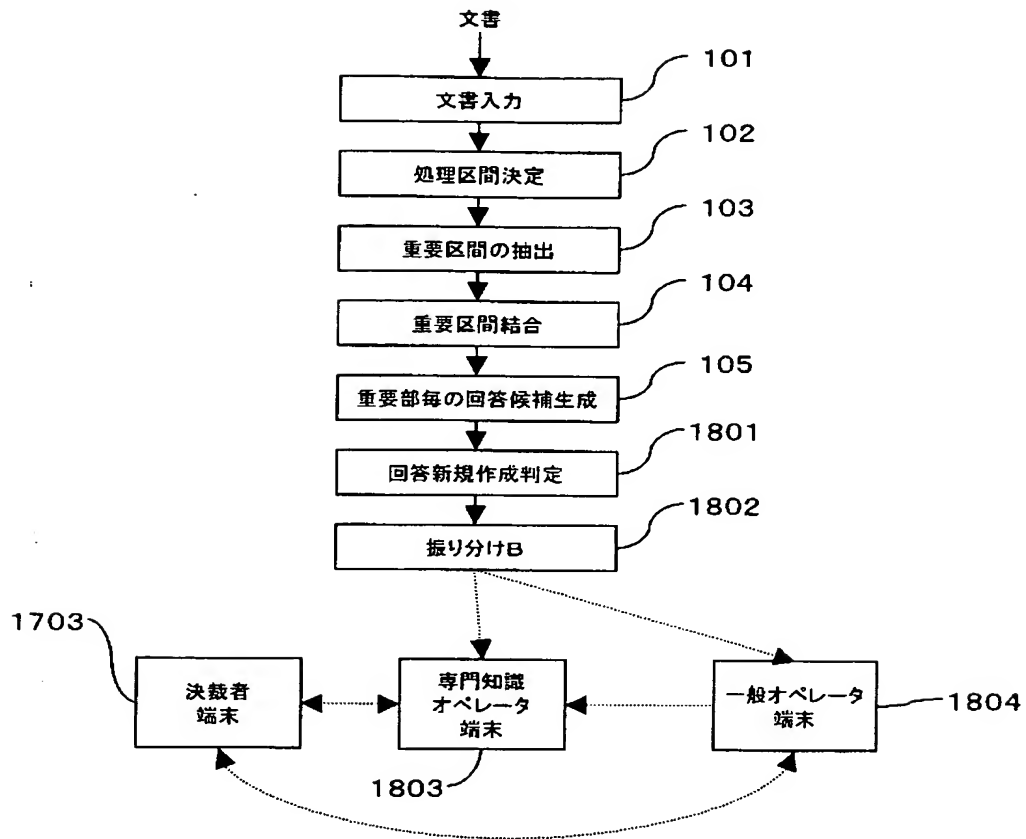 文書
文書入力
101
処理区間決定
102
重要区間の抽出
103
重要区間結合
104
重要部毎の回答候補生成
105
回答新規作成判定
1801
振り分けB
1802
1703
決裁者
端末
専門知識
オペレータ
端末
1803
一般オペレータ
端末
1804